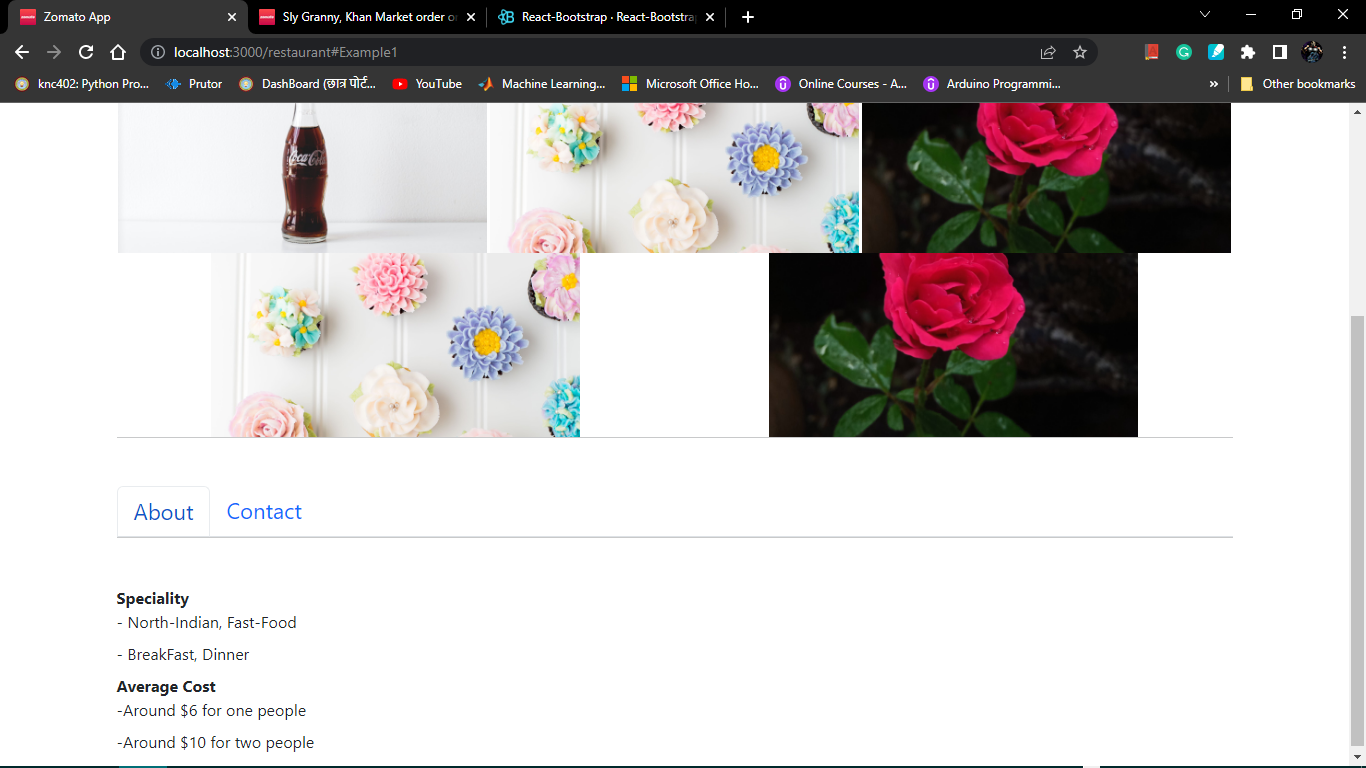 Zomato App
Sly Granny, Khan Market order o
React-Bootstrap · React-Bootstra
localhost:3000/restaurant#Example1
knc402: Python Pro...
Prutor
DashBoard (छात्र पोर्ट...
YouTube
Machine Learning...
Microsoft Office Ho...
Online Courses - A...
Arduino Programmi...
»
Other bookmarks
Coca-Cola
About
Contact
Speciality
- North-Indian, Fast-Food
- BreakFast, Dinner
Average Cost
-Around $6 for one people
-Around $10 for two people